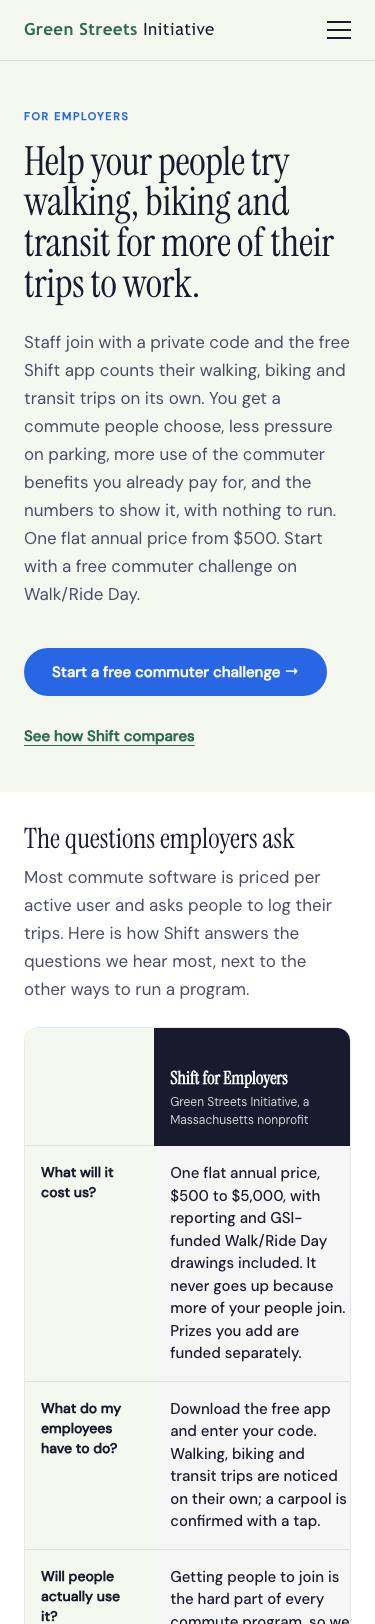 Green Streets Initiative
FOR EMPLOYERS
Help your people try
walking, biking and
transit for more of their
trips to work.
Staff join with a private code and the free
Shift app counts their walking, biking and
transit trips on its own. You get a
commute people choose, less pressure
on parking, more use of the commuter
benefits you already pay for, and the
numbers to show it, with nothing to run.
One flat annual price from $500. Start
with a free commuter challenge on
Walk/Ride Day.
Start a free commuter challenge →
See how Shift compares
The questions employers ask
Most commute software is priced per
active user and asks people to log their
trips. Here is how Shift answers the
questions we hear most, next to the
other ways to run a program.
Shift for Employers
Green Streets Initiative, a
Massachusetts nonprofit
What will it
cost us?
One flat annual price,
$500 to $5,000, with
reporting and GSI-
funded Walk/Ride Day
drawings included. It
never goes up because
more of your people join.
Prizes you add are
funded separately.
What do my
employees
have to do?
Download the free app
and enter your code.
Walking, biking and
transit trips are noticed
on their own; a carpool is
confirmed with a tap.
Will people
actually use
it?
Getting people to join is
the hard part of every
commute program, so we